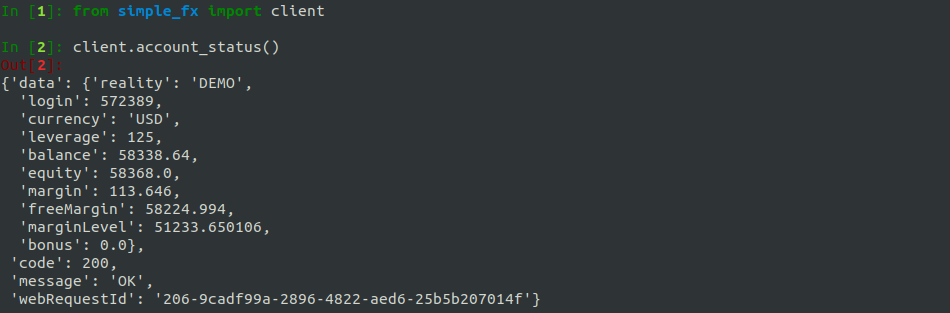 In [1]: from simple_fx import client
In [2]: client.account_status()
Out[2]:
{'data': {'reality': 'DEMO',
'login': 572389,
'currency': 'USD',
'leverage': 125,
'balance': 58338.64,
'equity': 58368.0,
'margin': 113.646,
'freeMargin': 58224.994,
'marginLevel': 51233.650106,
'bonus': 0.0},
'code': 200,
'message': 'OK',
'webRequestId': '206-9cadf99a-2896-4822-aed6-25b5b207014f'}